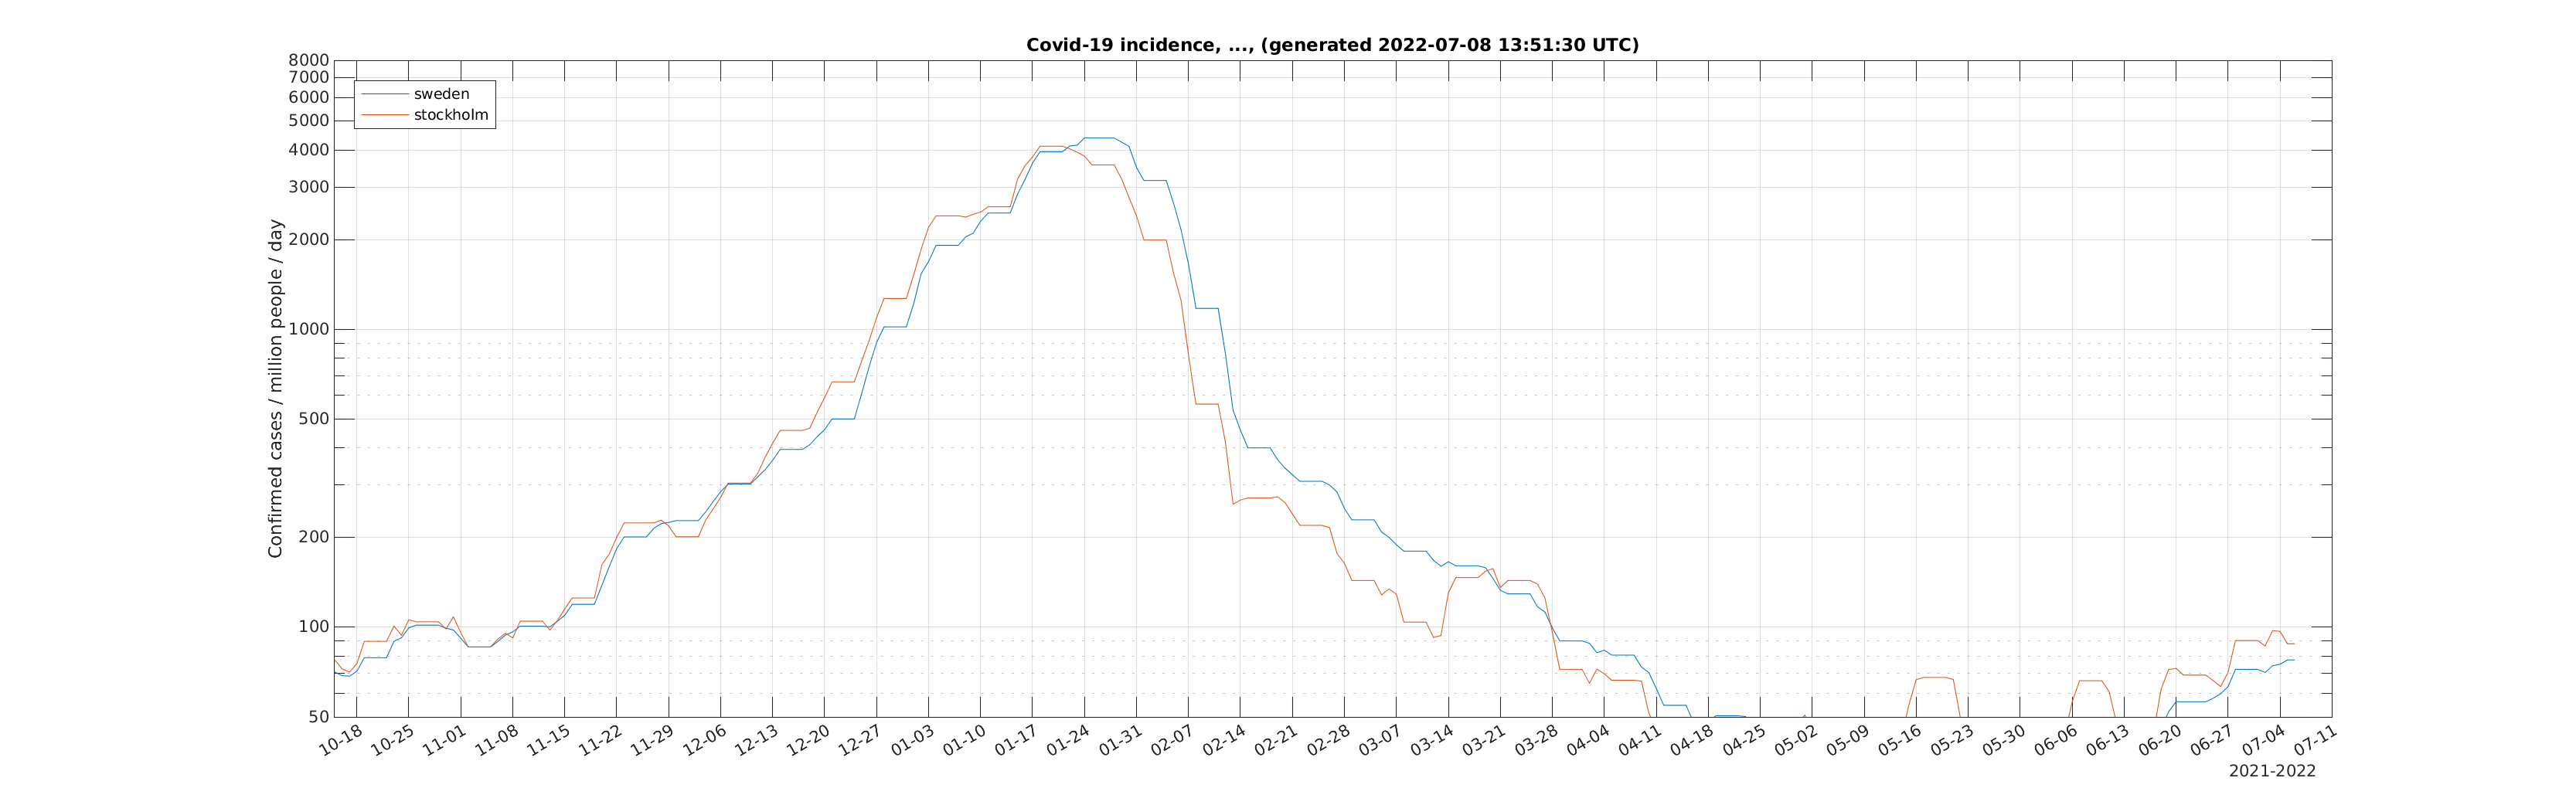 Covid-19 incidence, ..., (generated 2022-07-08 13:51:30 UTC)
8000
7000
6000
5000
4000
3000
2000
1000
500
200
100
50
Confirmed cases / million people / day
sweden
stockholm
10-18 10-25 11-01 11-08 11-15 11-22 11-29 12-06 12-13 12-20 12-27 01-03 01-10 01-17 01-24 01-31 02-07 02-14 02-21 02-28 03-07 03-14 03-21 03-28 04-04 04-11 04-18 04-25 05-02 05-09 05-16 05-23 05-30 06-06 06-13 06-20 06-27 07-04 07-11
2021-2022